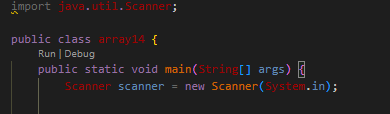 import java.util.Scanner;
public class array14 {
Run | Debug
public static void main(String[] args) {
Scanner scanner = new Scanner(System.in);